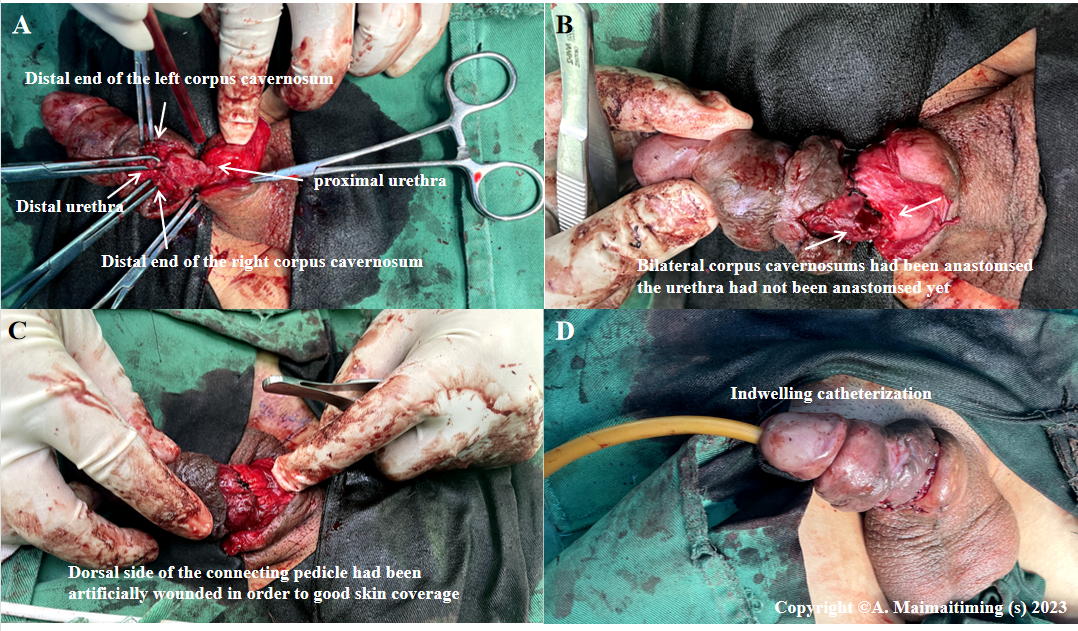 A
Distal end of the left corpus cavernosum
proximal urethra
Distal urethra
Distal end of the right corpus cavernosum
B
Bilateral corpus cavernosums had been anastomsed
the urethra had not been anastomsed yet
C
Dorsal side of the connecting pedicle had been
artificially wounded in order to good skin coverage
D
Indwelling catheterization
Copyright ©A. Maimaitiming (s) 2023